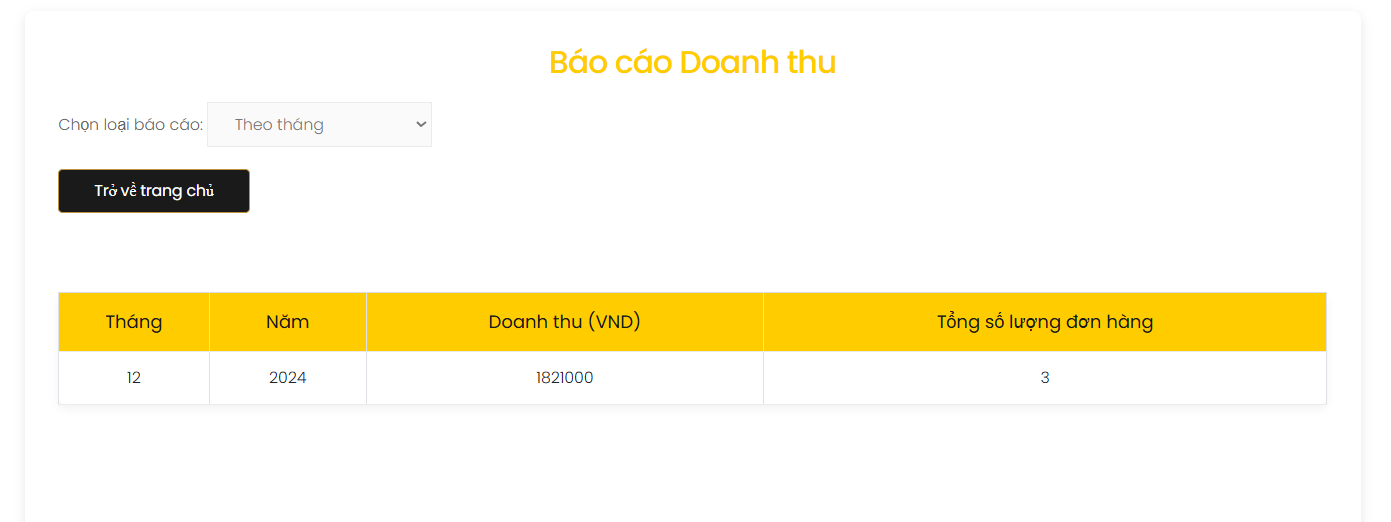 Báo cáo Doanh thu
Chọn loại báo cáo: Theo tháng
Trở về trang chủ
Tháng Năm Doanh thu (VND) Tổng số lượng đơn hàng
12 2024 1821000 3